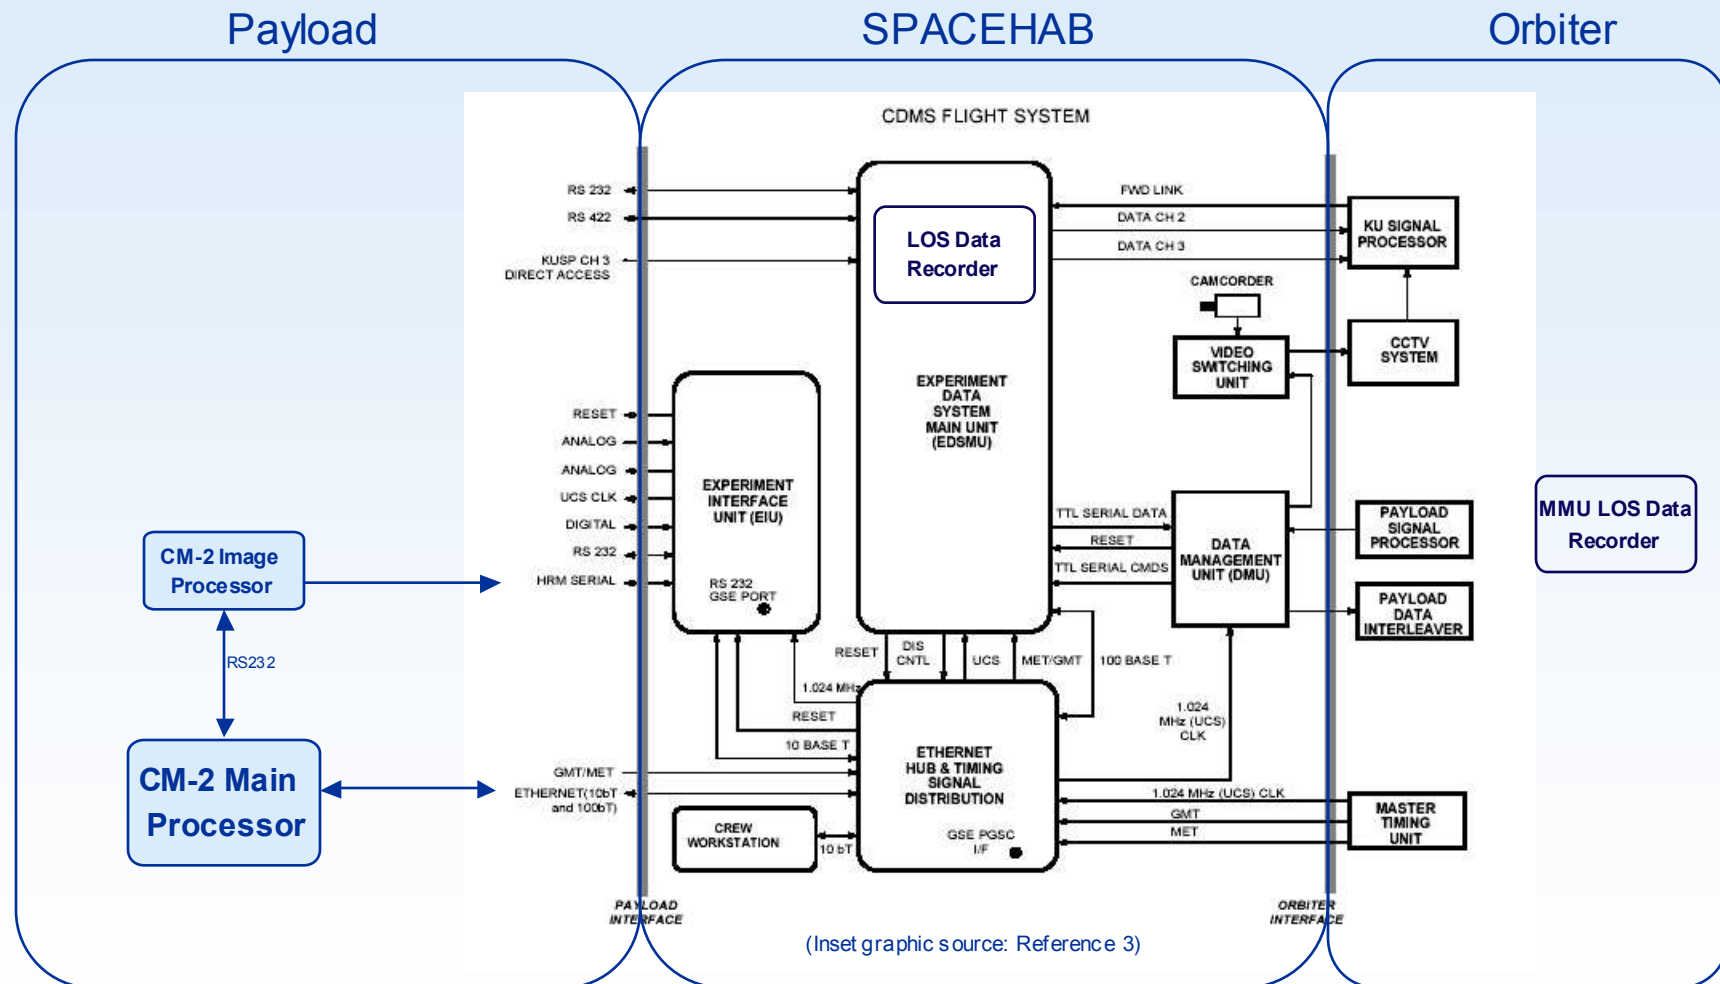 Payload
SPACEHAB
Orbiter
CDMS FLIGHT SYSTEM
RS 232
RS 422
KUSP CH 3
DIRECT ACCESS
LOS Data
Recorder
FWD LINK
DATA CH 2
DATA CH 3
KU SIGNAL
PROCESSOR
CAMCORDER
VIDEO
SWITCHING
UNIT
CCTV
SYSTEM
EXPERIMENT
DATA
SYSTEM
MAIN UNIT
(EDSMU)
RESET
ANALOG
ANALOG
UCS CLK
DIGITAL
RS 232
HRM SERIAL
EXPERIMENT
INTERFACE
UNIT (EIU)
RS 232
GSE PORT
TTL SERIAL DATA
RESET
TTL SERIAL CMDS
DATA
MANAGEMENT
UNIT (DMU)
PAYLOAD
SIGNAL
PROCESSOR
PAYLOAD
DATA
INTERLEAVER
MMU LOS Data
Recorder
CM-2 Image
Processor
RS232
CM-2 Main
Processor
RESET
DIS
CNTL
UCS
MET/GMT
100 BASE T
1.024 MHz
RESET
10 BASE T
1.024
MHz (UCS)
CLK
GMT/MET
ETHERNET(10bT
and 100bT)
ETHERNET
HUB & TIMING
SIGNAL
DISTRIBUTION
GSE PGSC
I/F
CREW
WORKSTATION
10 bT
1.024 MHz (UCS) CLK
GMT
MET
MASTER
TIMING
UNIT
PAYLOAD
INTERFACE
ORBITER
INTERFACE
(Inset graphic source: Reference 3)